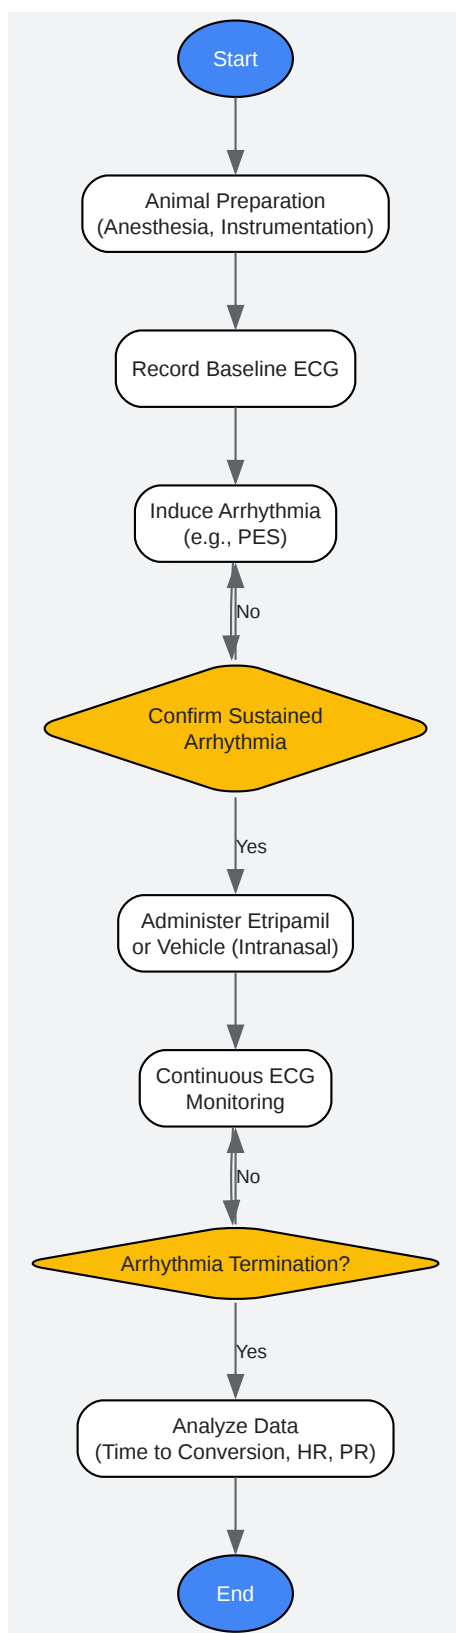 Start
Animal Preparation
(Anesthesia, Instrumentation)
Record Baseline ECG
Induce Arrhythmia
(e.g., PES)
No
Confirm Sustained
Arrhythmia
Yes
Administer Etripamil
or Vehicle (Intranasal)
Continuous ECG
Monitoring
No
Arrhythmia Termination?
Yes
Analyze Data
(Time to Conversion, HR, PR)
End